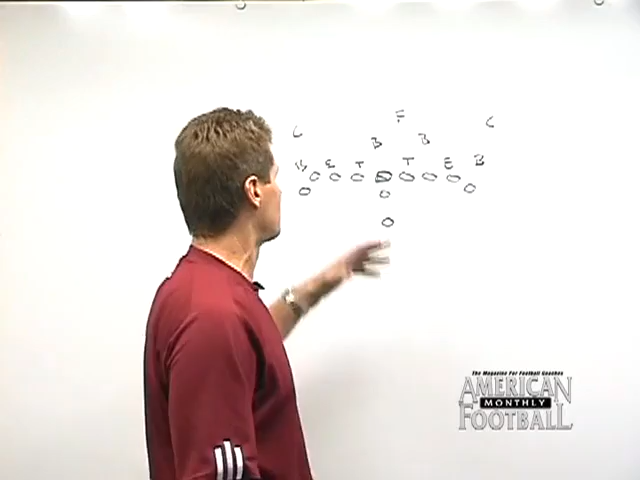 F
C C
B B
E T T E B
The Magazine For Football Coaches
AMERICAN
MONTHLY
FOOTBALL